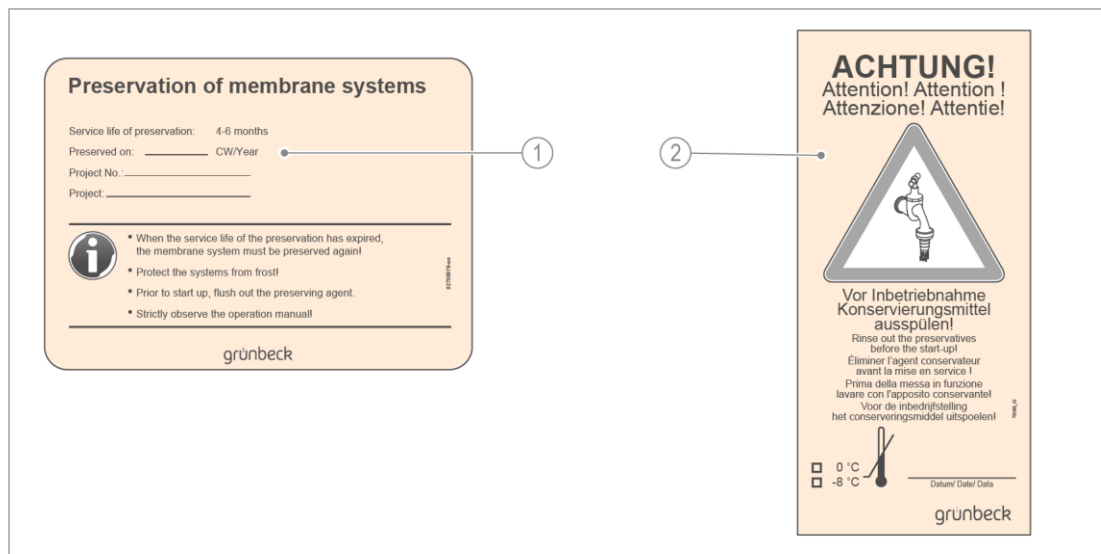 Preservation of membrane systems
Service life of preservation: 4-6 months
Preserved on: CW/Year
Project No.:
Project:
• When the service life of the preservation has expired,
the membrane system must be preserved again!
• Protect the systems from frost!
• Prior to start up, flush out the preserving agent.
• Strictly observe the operation manual!
grünbeck
1
2
ACHTUNG!
Attention! Attention !
Attenzione! Attentie!
Vor Inbetriebnahme
Konservierungsmittel
ausspülen!
Rinse out the preservatives
before the start-up!
Éliminer l'agent conservateur
avant la mise en service !
Prima della messa in funzione
lavare con l'apposito conservante!
Voor de inbedrijfstelling
het conserveringsmiddel uitspoelen!
0 °C
-8 °C
Datum/ Date/ Data
grünbeck